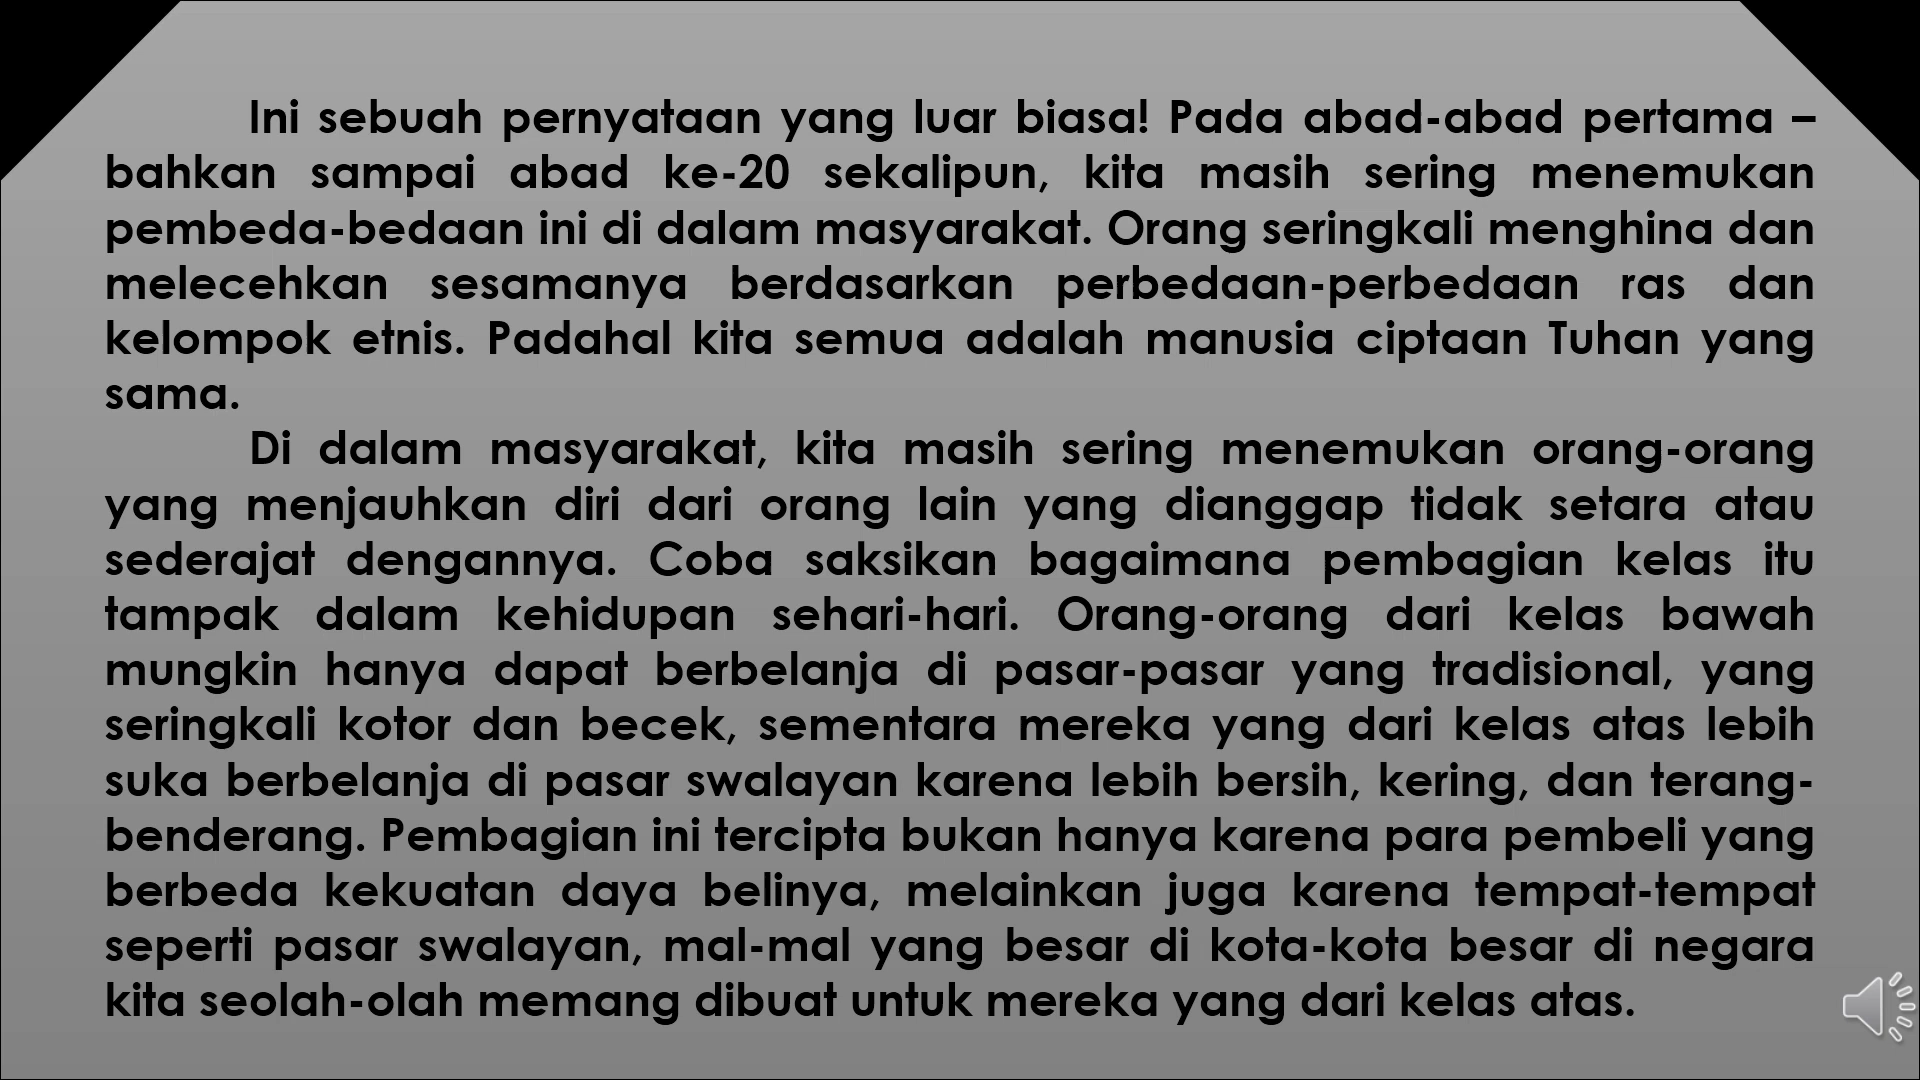 Ini sebuah pernyataan yang luar biasa! Pada abad-abad pertama –
bahkan sampai abad ke-20 sekalipun, kita masih sering menemukan
pembeda-bedaan ini di dalam masyarakat. Orang seringkali menghina dan
melecehkan sesamanya berdasarkan perbedaan-perbedaan ras dan
kelompok etnis. Padahal kita semua adalah manusia ciptaan Tuhan yang
sama.
Di dalam masyarakat, kita masih sering menemukan orang-orang
yang menjauhkan diri dari orang lain yang dianggap tidak setara atau
sederajat dengannya. Coba saksikan bagaimana pembagian kelas itu
tampak dalam kehidupan sehari-hari. Orang-orang dari kelas bawah
mungkin hanya dapat berbelanja di pasar-pasar yang tradisional, yang
seringkali kotor dan becek, sementara mereka yang dari kelas atas lebih
suka berbelanja di pasar swalayan karena lebih bersih, kering, dan terang-
benderang. Pembagian ini tercipta bukan hanya karena para pembeli yang
berbeda kekuatan daya belinya, melainkan juga karena tempat-tempat
seperti pasar swalayan, mal-mal yang besar di kota-kota besar di negara
kita seolah-olah memang dibuat untuk mereka yang dari kelas atas.